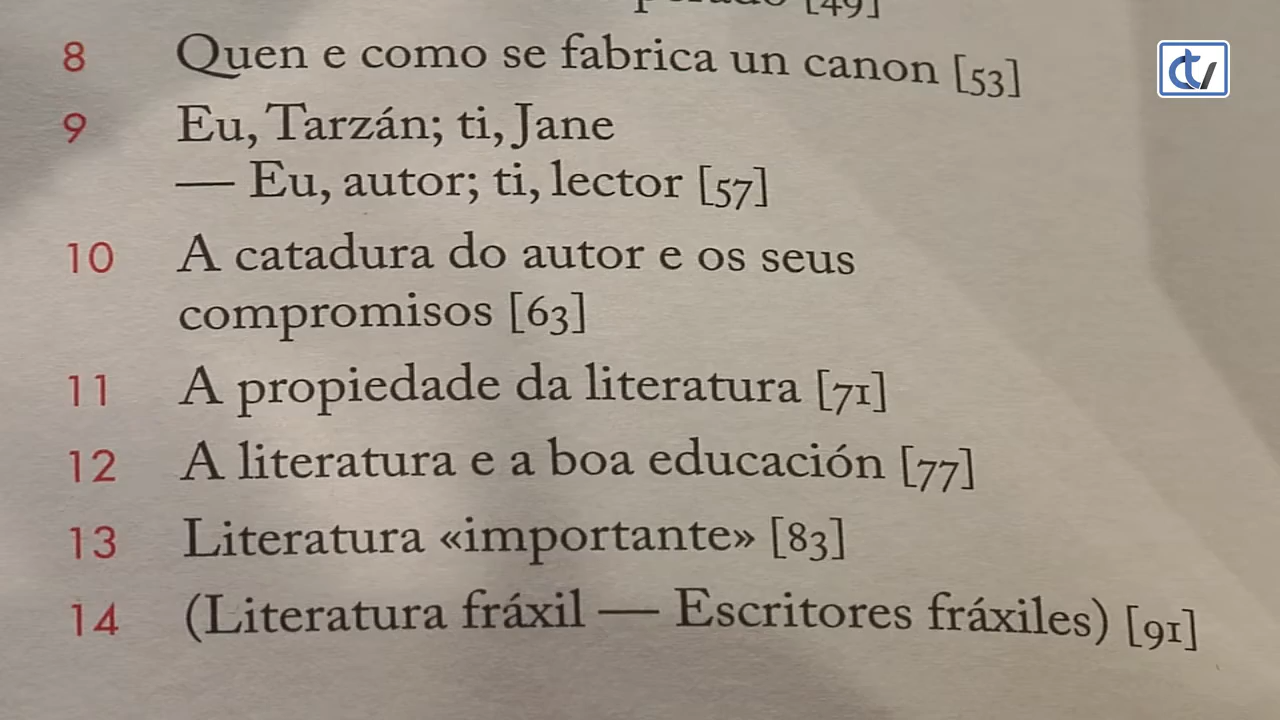 [49]
8 Quen e como se fabrica un canon [53]
9 Eu, Tarzán; ti, Jane
— Eu, autor; ti, lector [57]
10 A catadura do autor e os seus
compromisos [63]
11 A propiedade da literatura [71]
12 A literatura e a boa educación [77]
13 Literatura «importante» [83]
14 (Literatura fráxil — Escritores fráxiles) [91]
ctv